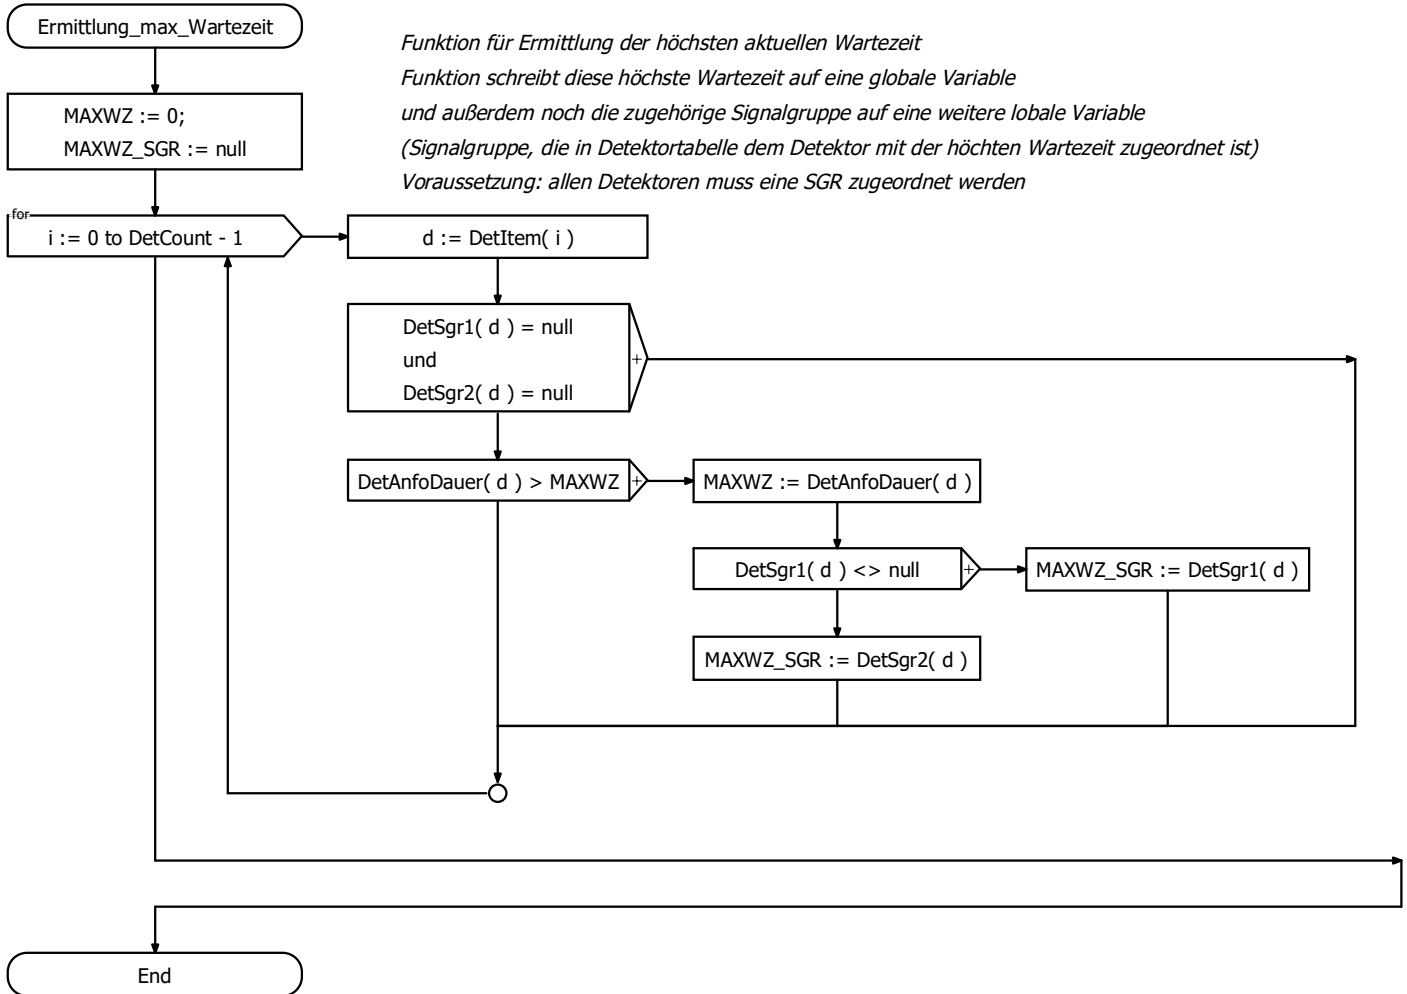 Ermittlung_max_Wartezeit
Funktion für Ermittlung der höchsten aktuellen Wartezeit
Funktion schreibt diese höchste Wartezeit auf eine globale Variable
und außerdem noch die zugehörige Signalgruppe auf eine weitere lobale Variable
(Signalgruppe, die in Detektortabelle dem Detektor mit der höchten Wartezeit zugeordnet ist)
Voraussetzung: allen Detektoren muss eine SGR zugeordnet werden
MAXWZ := 0;
MAXWZ_SGR := null
for
i := 0 to DetCount - 1
d := DetItem( i )
DetSgr1( d ) = null
und
DetSgr2( d ) = null
+
DetAnfoDauer( d ) > MAXWZ
+
MAXWZ := DetAnfoDauer( d )
DetSgr1( d ) <> null
+
MAXWZ_SGR := DetSgr1( d )
MAXWZ_SGR := DetSgr2( d )
End